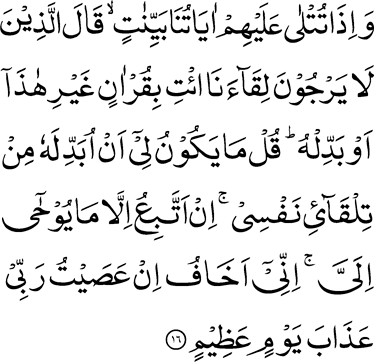 وَ اِذَا تُتۡلٰى عَلَيۡهِمۡ اٰيَاتُنَا بَيِّنٰتٍ ۙ قَالَ الَّذِيۡنَ
لَا يَرۡجُوۡنَ لِقَآءَنَا ائۡتِ بِقُرۡاٰنٍ غَيۡرِ هٰذَاۤ
اَوۡ بَدِّلۡهُ ؕ قُلۡ مَا يَكُوۡنُ لِىۡۤ اَنۡ اُبَدِّلَهٗ مِنۡ
تِلۡقَآئِ نَفۡسِىۡ ۚ اِنۡ اَتَّبِعُ اِلَّا مَا يُوۡحٰۤى
اِلَىَّ ۚ اِنِّىۡۤ اَخَافُ اِنۡ عَصَيۡتُ رَبِّىۡ
عَذَابَ يَوۡمٍ عَظِيۡمٍ ‏﴿۱۶﴾